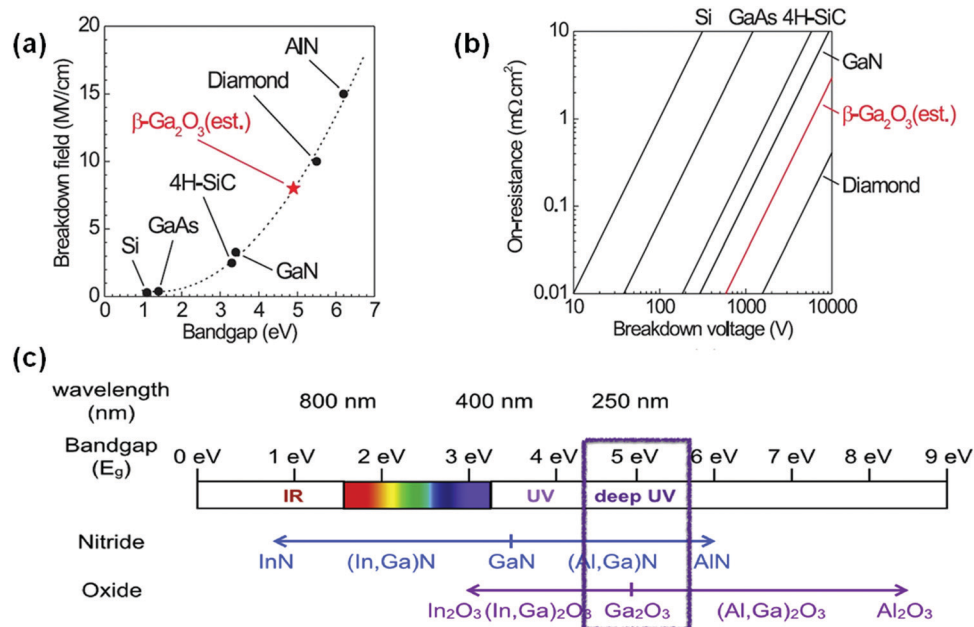 (a)
Breakdown field (MV/cm)
20
15
10
5
0
AlN
Diamond
β-Ga₂O₃(est.)
4H-SiC
GaAs
Si
GaN
0 1 2 3 4 5 6 7
Bandgap (eV)
(b)
Si GaAs 4H-SiC
GaN
β-Ga₂O₃(est.)
Diamond
On-resistance (mΩcm²)
10
1
0.1
0.01
10 100 1000 10000
Breakdown voltage (V)
(c)
wavelength
(nm)
800 nm 400 nm 250 nm
Bandgap
(Eg)
0 eV 1 eV 2 eV 3 eV 4 eV 5 eV 6 eV 7 eV 8 eV 9 eV
IR UV deep UV
Nitride
InN (In,Ga)N GaN (Al,Ga)N AlN
Oxide
In₂O₃ (In,Ga)₂O₃ Ga₂O₃ (Al,Ga)₂O₃ Al₂O₃